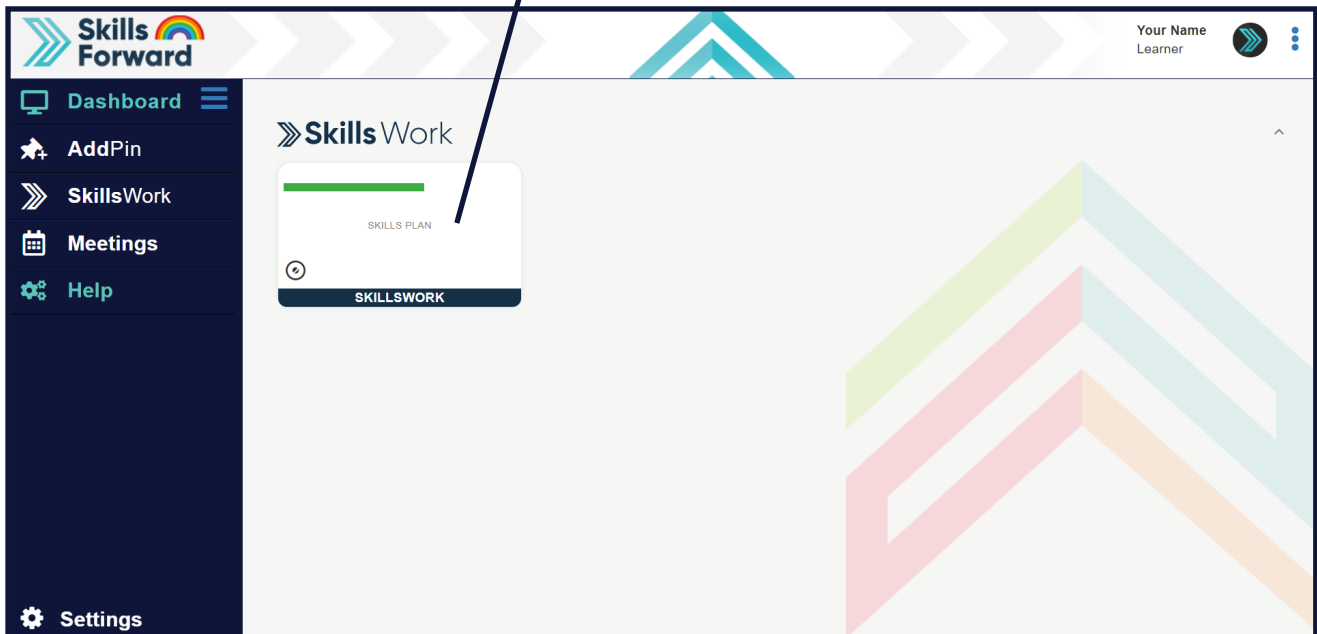 Skills
Forward
Your Name
Learner
Dashboard
AddPin
SkillsWork
Meetings
Help
Settings
Skills Work
SKILLS PLAN
SKILLSWORK